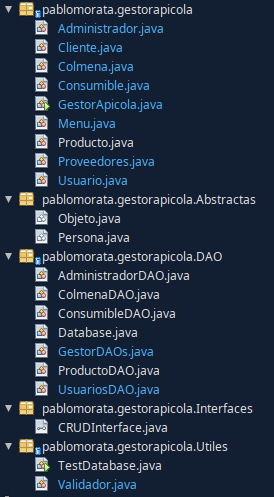 pablomorata.gestorapicola
Administrador.java
Cliente.java
Colmena.java
Consumible.java
GestorApicola.java
Menu.java
Producto.java
Proveedores.java
Usuario.java
pablomorata.gestorapicola.Abstractas
Objeto.java
Persona.java
pablomorata.gestorapicola.DAO
AdministradorDAO.java
ColmenaDAO.java
ConsumibleDAO.java
Database.java
GestorDAOs.java
ProductoDAO.java
UsuariosDAO.java
pablomorata.gestorapicola.Interfaces
CRUDInterface.java
pablomorata.gestorapicola.Utiles
TestDatabase.java
Validador.java